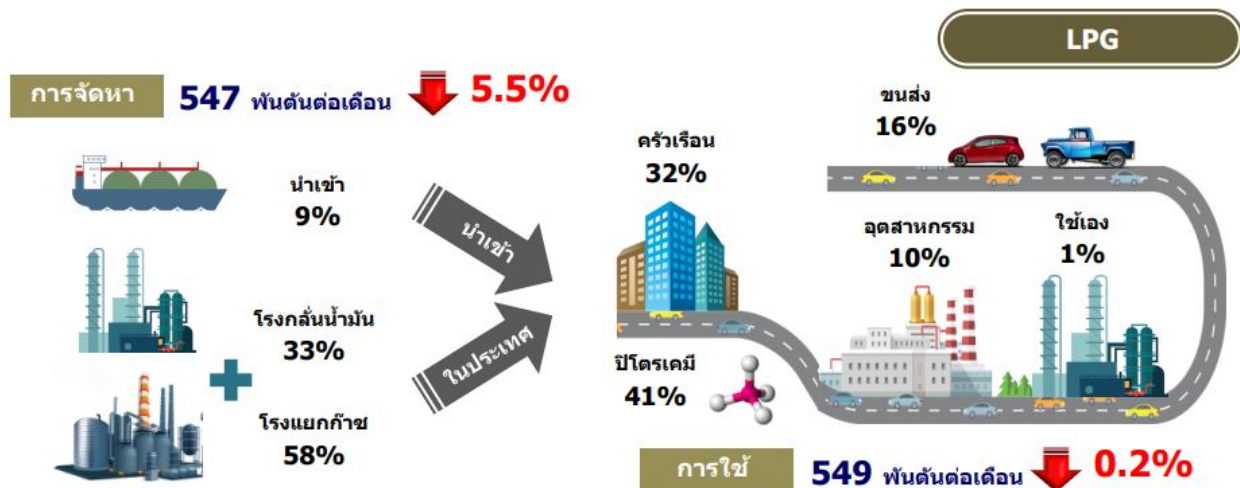 LPG
การจัดหา 547 พันตันต่อเดือน 5.5%
นำเข้า
9%
โรงกลั่นน้ำมัน
33%
โรงแยกก๊าซ
58%
นำเข้า
ในประเทศ
ครัวเรือน
32%
ขนส่ง
16%
อุตสาหกรรม
10%
ใช้เอง
1%
ปิโตรเคมี
41%
การใช้ 549 พันตันต่อเดือน 0.2%